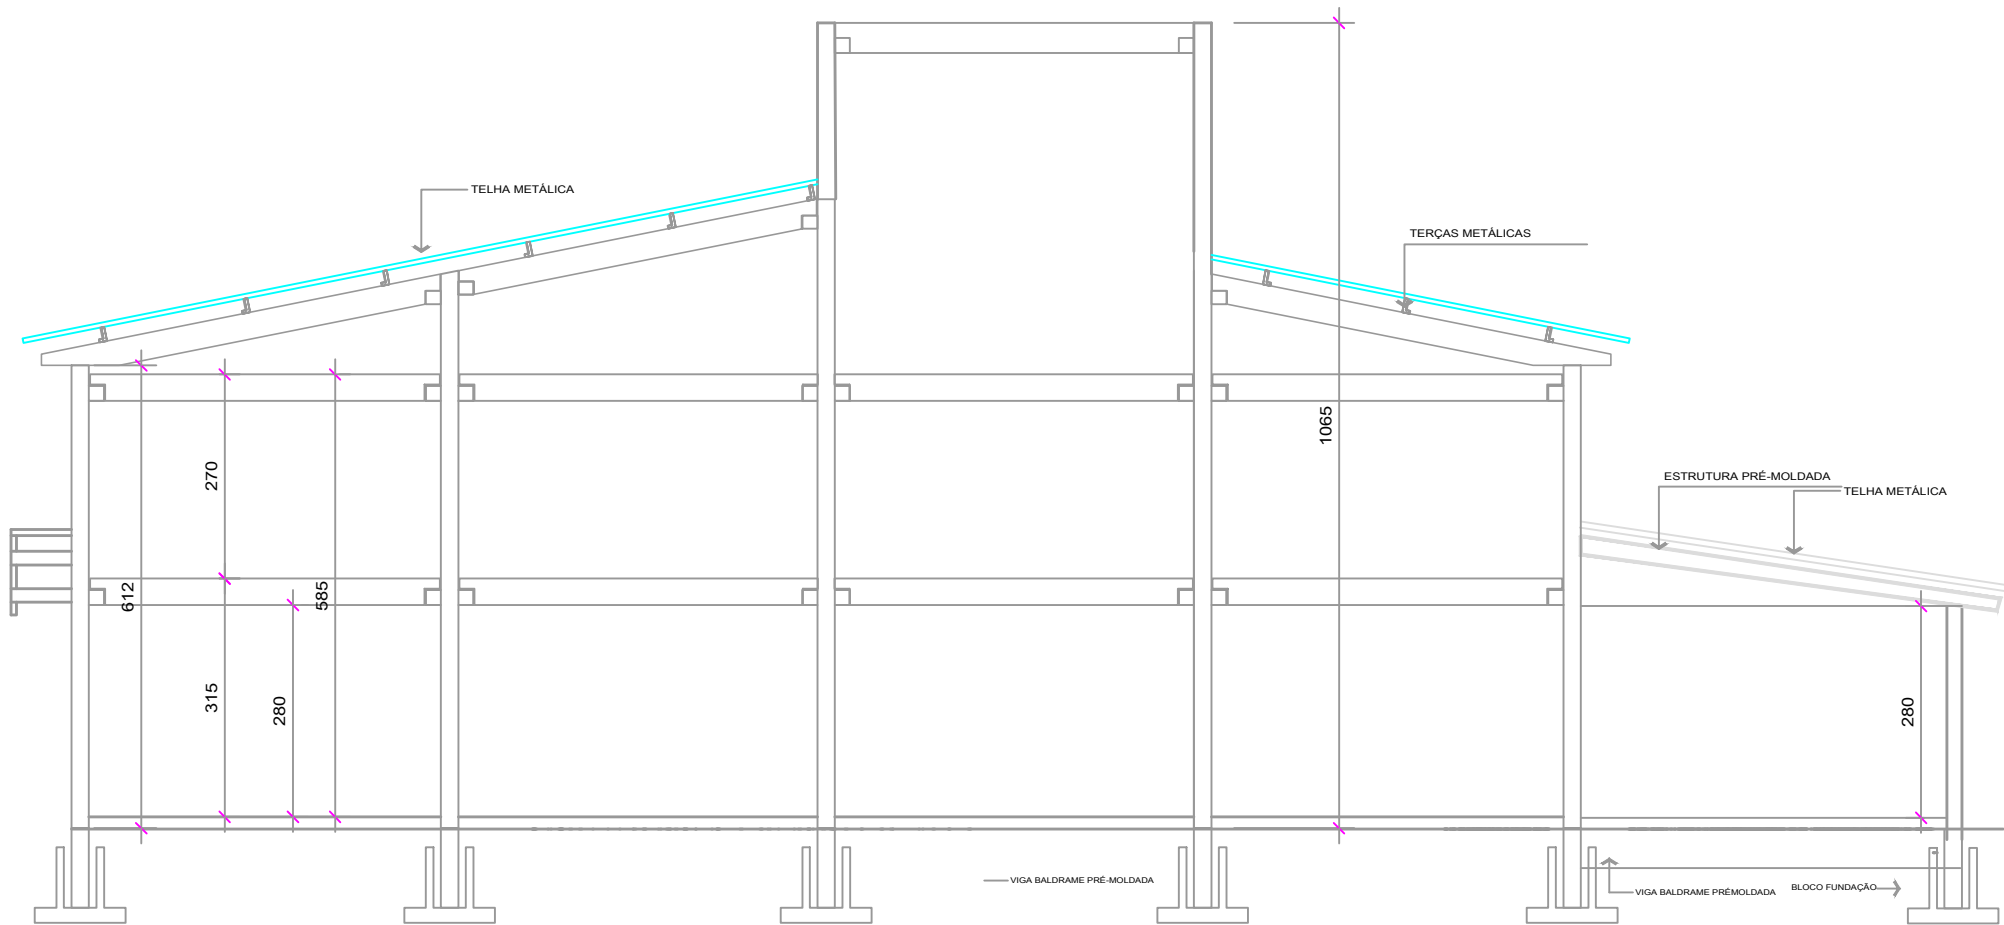 TELHA METÁLICA
TERÇAS METÁLICAS
1065
270
ESTRUTURA PRÉ-MOLDADA
TELHA METÁLICA
612
585
315
280
280
VIGA BALDRAME PRÉ-MOLDADA
VIGA BALDRAME PRÉMOLDADA
BLOCO FUNDAÇÃO